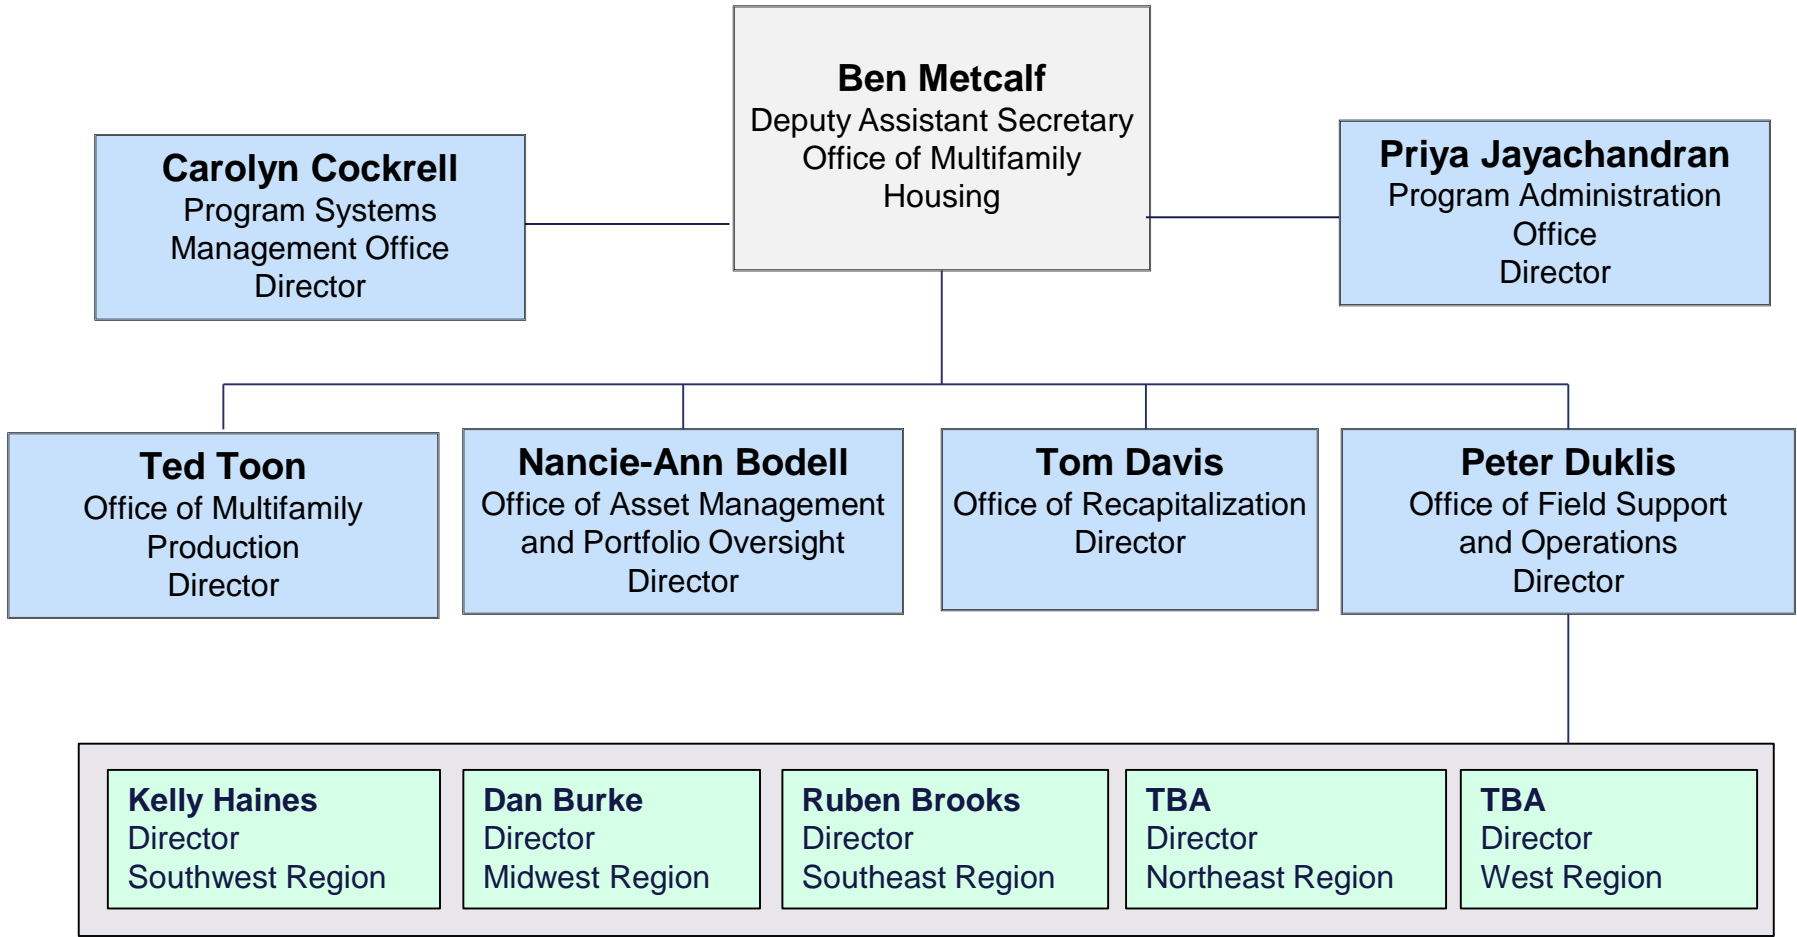 Ben Metcalf
Deputy Assistant Secretary
Office of Multifamily
Housing
Carolyn Cockrell
Program Systems
Management Office
Director
Priya Jayachandran
Program Administration
Office
Director
Ted Toon
Office of Multifamily
Production
Director
Nancie-Ann Bodell
Office of Asset Management
and Portfolio Oversight
Director
Tom Davis
Office of Recapitalization
Director
Peter Duklis
Office of Field Support
and Operations
Director
Kelly Haines
Director
Southwest Region
Dan Burke
Director
Midwest Region
Ruben Brooks
Director
Southeast Region
TBA
Director
Northeast Region
TBA
Director
West Region